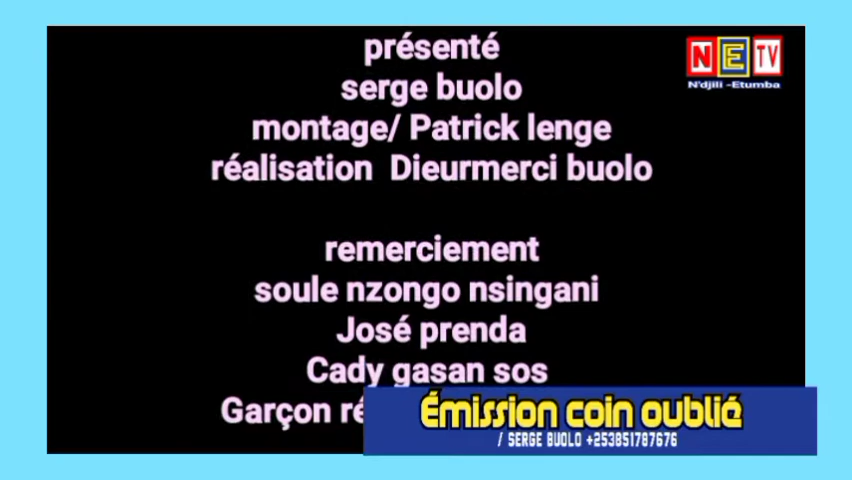 présenté
serge buolo
montage/ Patrick lenge
réalisation Dieurmerci buolo
remerciement
soule nzongo nsingani
José prenda
Cady gasan sos
Garçon ré
NETV
N'djili -Etumba
Émission coin oublié
/ SERGE BUOLO +253851787676